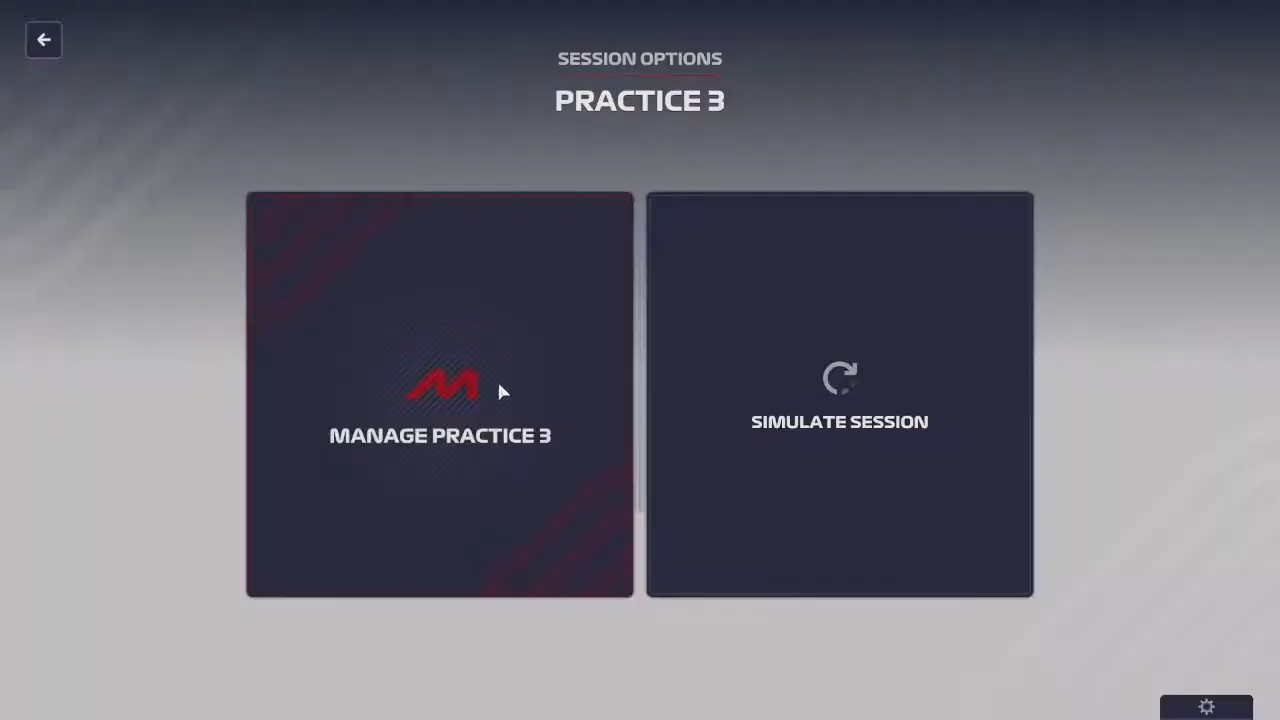 SESSION OPTIONS
PRACTICE 3
MANAGE PRACTICE 3
SIMULATE SESSION